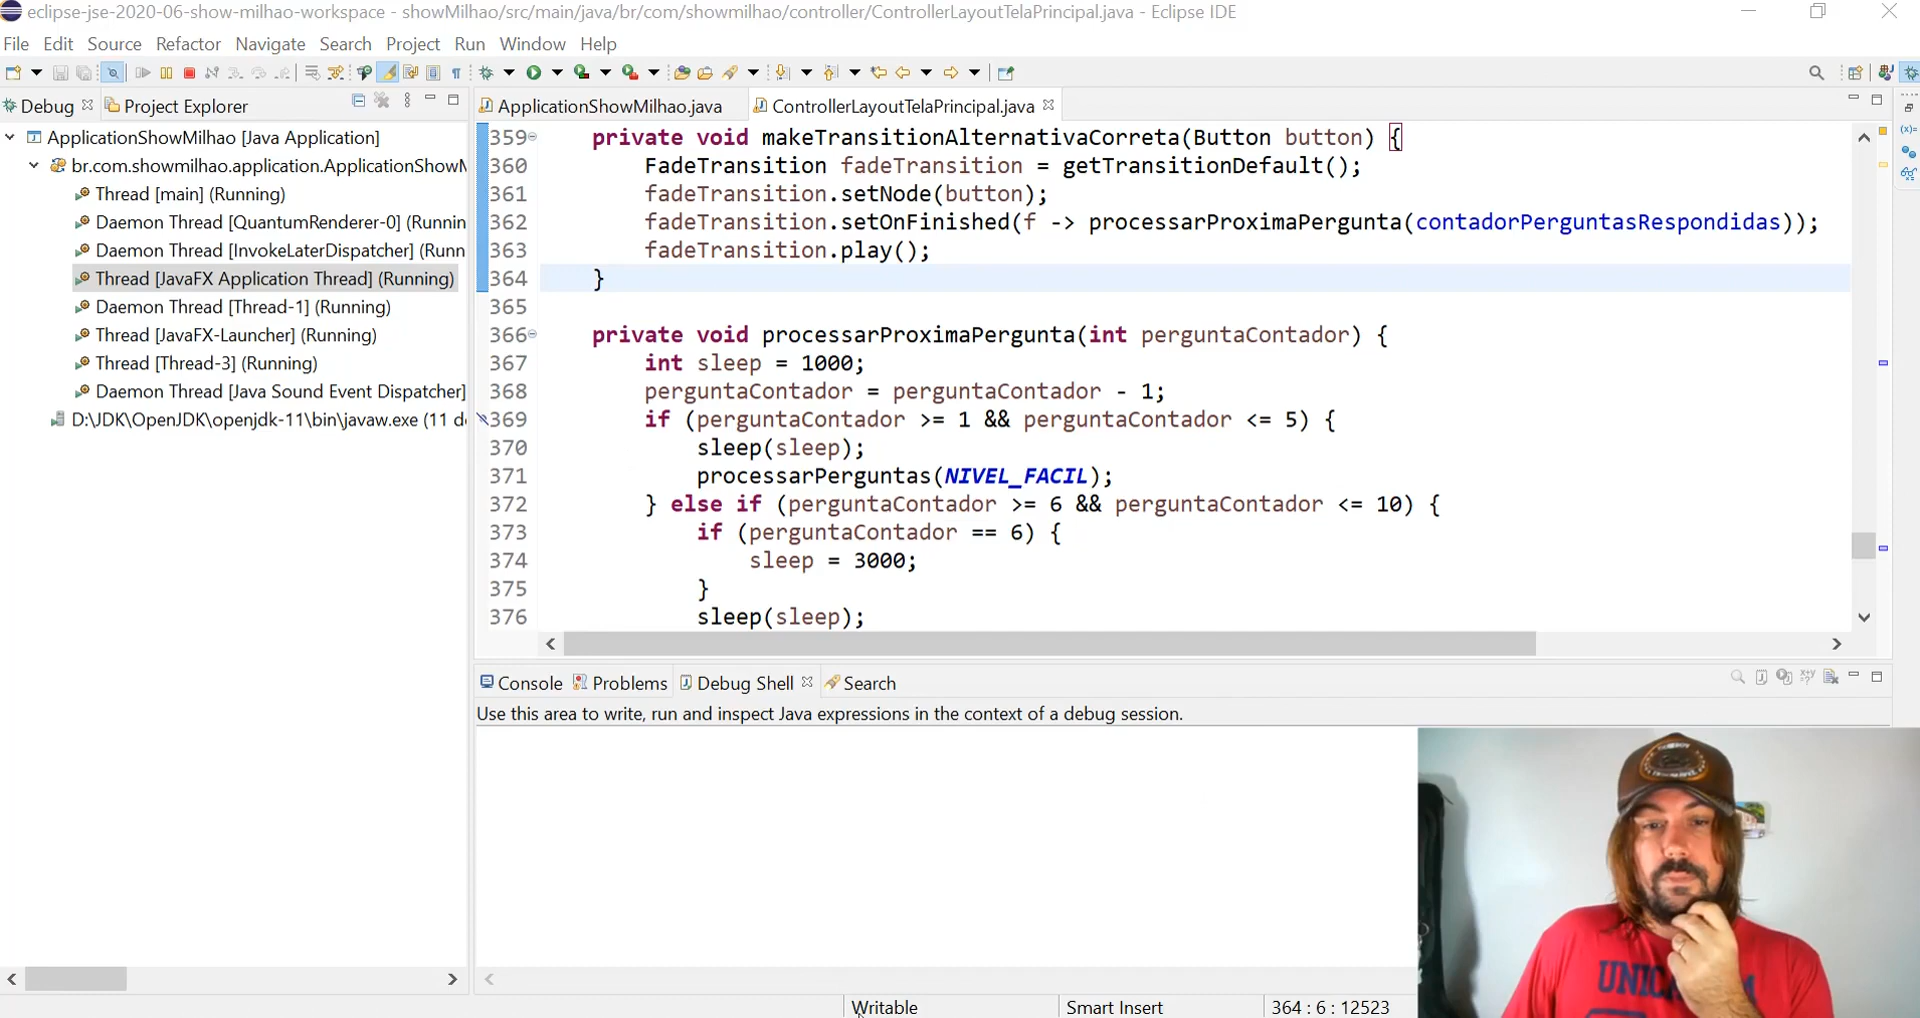 eclipse-jse-2020-06-show-milhao-workspace - showMilhao/src/main/java/br/com/showmilhao/controller/ControllerLayoutTelaPrincipal.java - Eclipse IDE
File Edit Source Refactor Navigate Search Project Run Window Help
Debug Project Explorer
ApplicationShowMilhao.java ControllerLayoutTelaPrincipal.java
ApplicationShowMilhao [Java Application]
br.com.showmilhao.application.ApplicationShowM
Thread [main] (Running)
Daemon Thread [QuantumRenderer-0] (Runnin
Daemon Thread [InvokeLaterDispatcher] (Runn
Thread [JavaFX Application Thread] (Running)
Daemon Thread [Thread-1] (Running)
Thread [JavaFX-Launcher] (Running)
Thread [Thread-3] (Running)
Daemon Thread [Java Sound Event Dispatcher]
D:\JDK\OpenJDK\openjdk-11\bin\javaw.exe (11 de
359 private void makeTransitionAlternativaCorreta(Button button) {
360 FadeTransition fadeTransition = getTransitionDefault();
361 fadeTransition.setNode(button);
362 fadeTransition.setOnFinished(f -> processarProximaPergunta(contadorPerguntasRespondidas));
363 fadeTransition.play();
364 }
365
366 private void processarProximaPergunta(int perguntaContador) {
367 int sleep = 1000;
368 perguntaContador = perguntaContador - 1;
369 if (perguntaContador >= 1 && perguntaContador <= 5) {
370 sleep(sleep);
371 processarPerguntas(NIVEL_FACIL);
372 } else if (perguntaContador >= 6 && perguntaContador <= 10) {
373 if (perguntaContador == 6) {
374 sleep = 3000;
375 }
376 sleep(sleep);
Console Problems Debug Shell Search
Use this area to write, run and inspect Java expressions in the context of a debug session.
Writable Smart Insert 364 : 6 : 12523